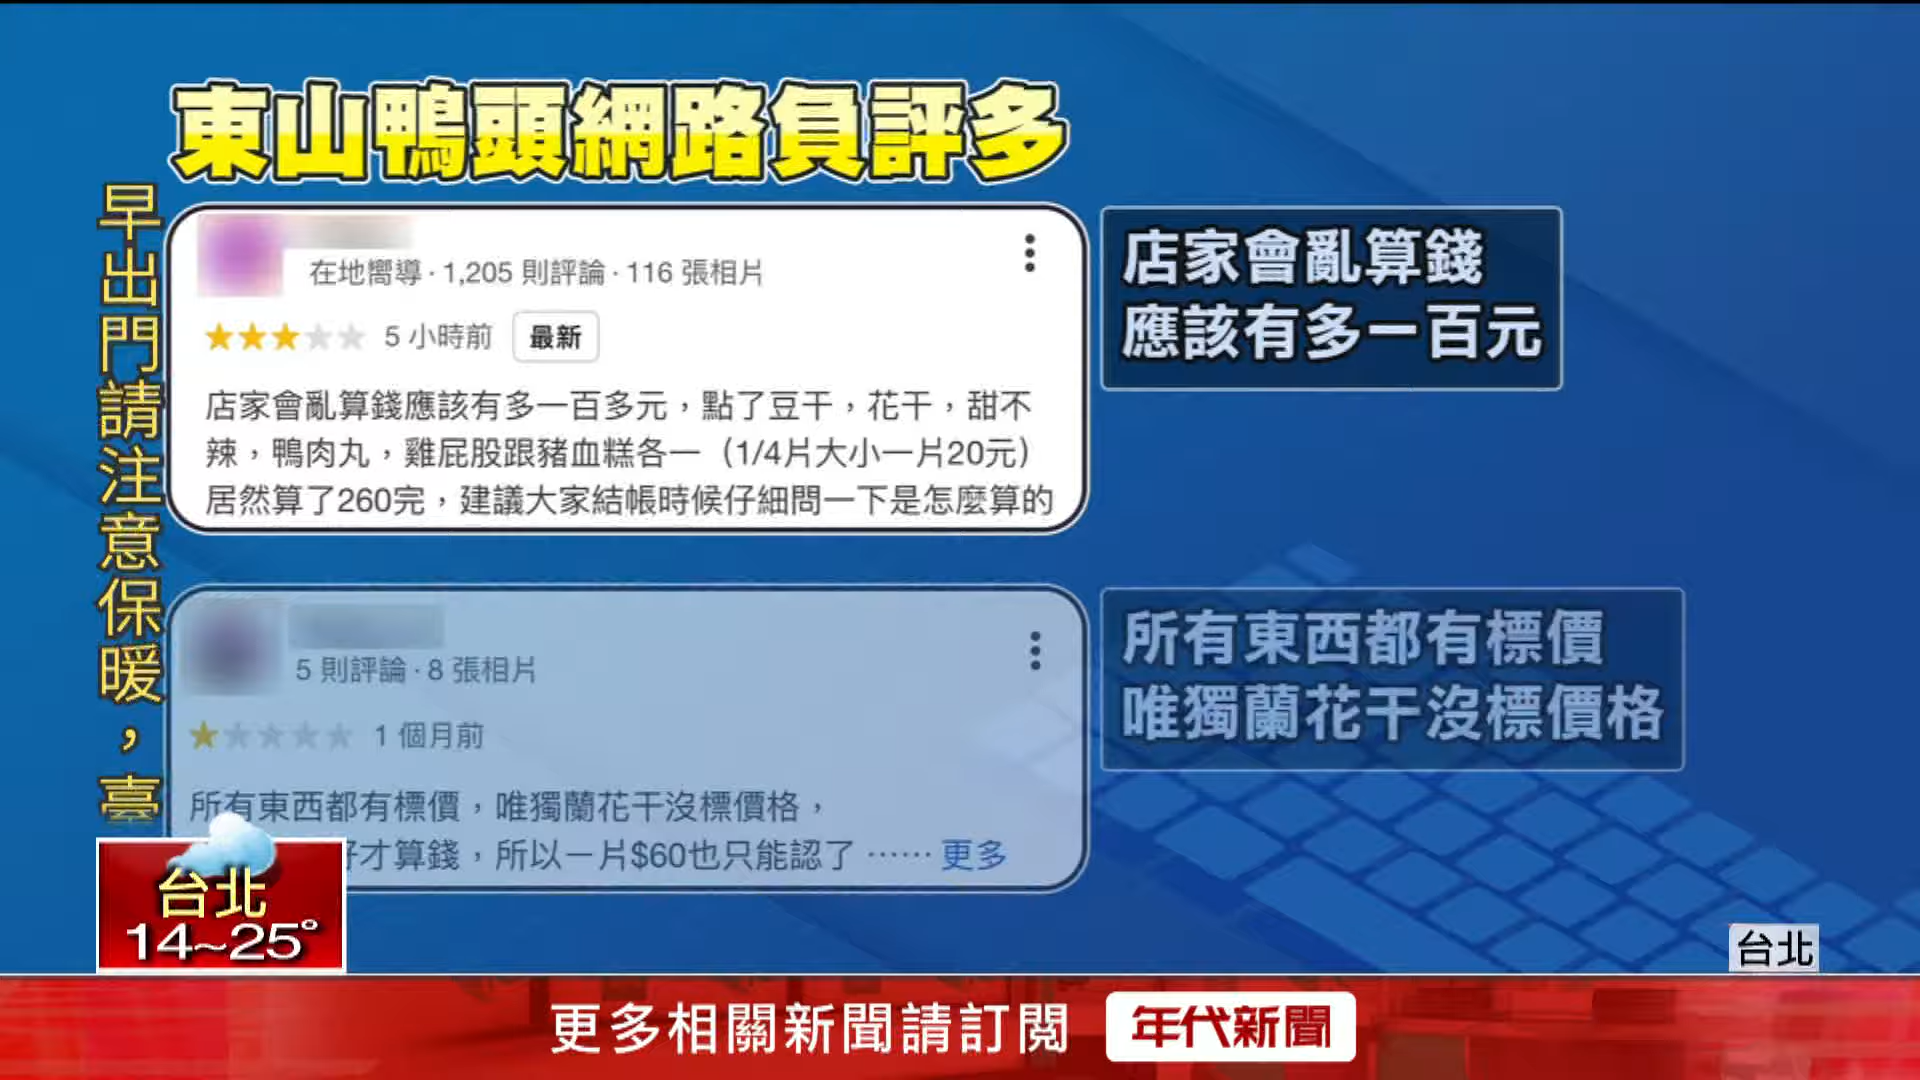 東山鴨頭網路負評多
早出門請注意保暖，臺
在地嚮導 · 1,205 則評論 · 116 張相片
5 小時前 最新
店家會亂算錢應該有多一百多元，點了豆干，花干，甜不
辣，鴨肉丸，雞屁股跟豬血糕各一（1/4片大小一片20元）
居然算了260完，建議大家結帳時候仔細問一下是怎麼算的
店家會亂算錢
應該有多一百元
5 則評論 · 8 張相片
1 個月前
所有東西都有標價，唯獨蘭花干沒標價格，
才算錢，所以一片$60也只能認了 …… 更多
所有東西都有標價
唯獨蘭花干沒標價格
台北
14~25°
台北
更多相關新聞請訂閱 年代新聞